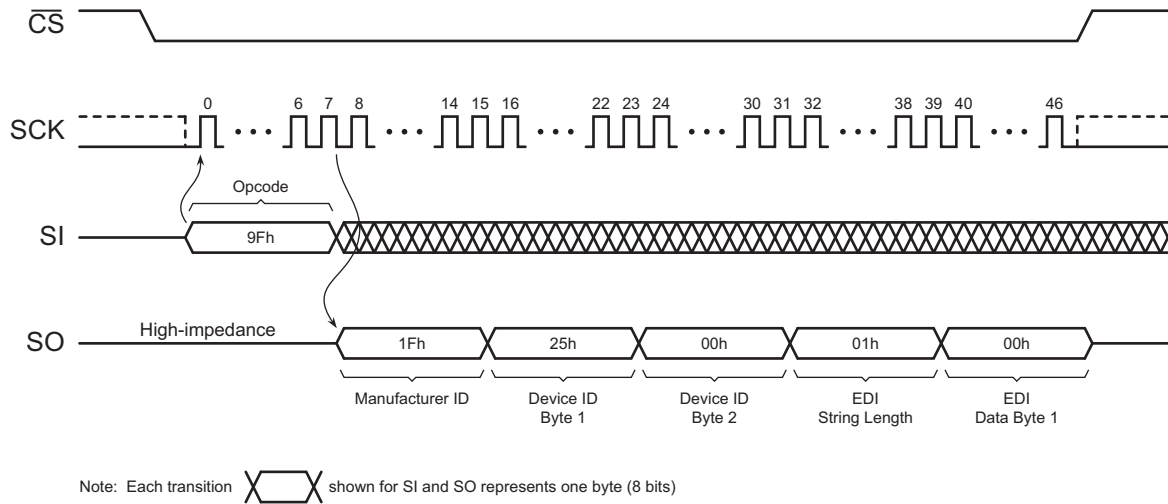 CS
0 6 7 8 14 15 16 22 23 24 30 31 32 38 39 40 46
SCK
Opcode
SI 9Fh
High-impedance
SO 1Fh 25h 00h 01h 00h
Manufacturer ID Device ID Device ID EDI EDI
Byte 1 Byte 2 String Length Data Byte 1
Note: Each transition shown for SI and SO represents one byte (8 bits)